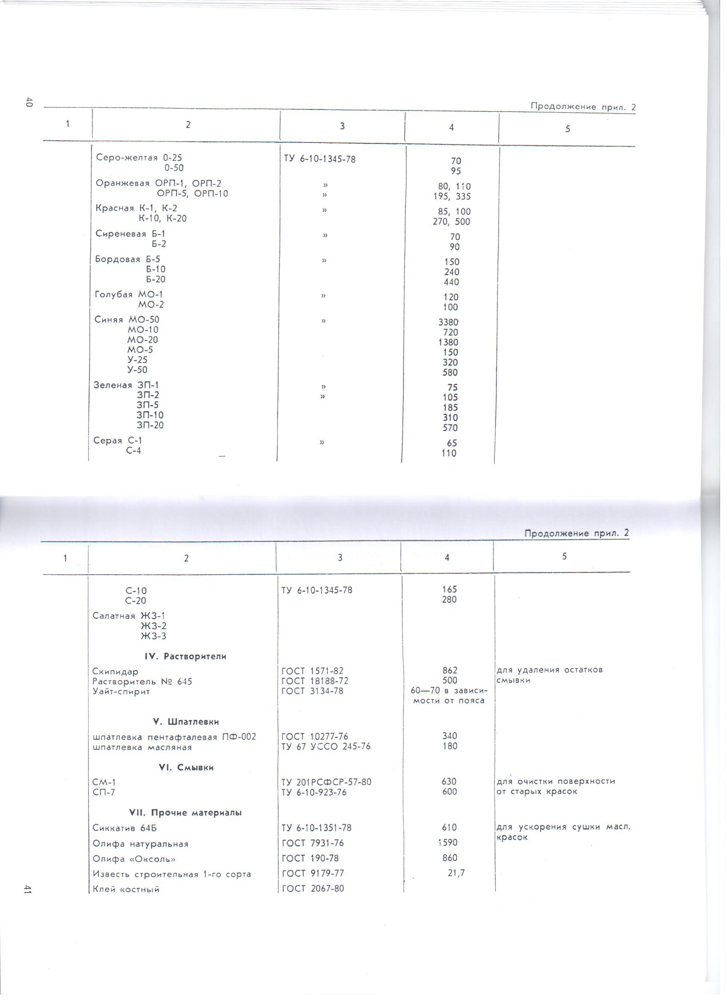 40
Продолжение прил. 2
1 2 3 4 5
Серо-желтая 0-25 ТУ 6-10-1345-78 70
0-50 95
Оранжевая ОРП-1, ОРП-2 » 80, 110
ОРП-5, ОРП-10 » 195, 335
Красная К-1, К-2 » 85, 100
К-10, К-20 270, 500
Сиреневая Б-1 » 70
Б-2 90
Бордовая Б-5 » 150
Б-10 240
Б-20 440
Голубая МО-1 » 120
МО-2 100
Синяя МО-50 » 3380
МО-10 720
МО-20 1380
МО-5 150
У-25 320
У-50 580
Зеленая ЗП-1 » 75
ЗП-2 » 105
ЗП-5 185
ЗП-10 310
ЗП-20 570
Серая С-1 » 65
С-4 110
Продолжение прил. 2
1 2 3 4 5
С-10 ТУ 6-10-1345-78 165
С-20 280
Салатная ЖЗ-1
ЖЗ-2
ЖЗ-3
IV. Растворители
Скипидар ГОСТ 1571-82 862 для удаления остатков
Растворитель № 645 ГОСТ 18188-72 500 смывки
Уайт-спирит ГОСТ 3134-78 60—70 в зависи-
мости от пояса
V. Шпатлевки
шпатлевка пентафталевая ПФ-002 ГОСТ 10277-76 340
шпатлевка масляная ТУ 67 УССО 245-76 180
VI. Смывки
СМ-1 ТУ 201РСФСР-57-80 630 для очистки поверхности
СП-7 ТУ 6-10-923-76 600 от старых красок
VII. Прочие материалы
Сиккатив 64Б ТУ 6-10-1351-78 610 для ускорения сушки масл.
красок
Олифа натуральная ГОСТ 7931-76 1590
Олифа «Оксоль» ГОСТ 190-78 860
Известь строительная 1-го сорта ГОСТ 9179-77 21,7
Клей костный ГОСТ 2067-80
41